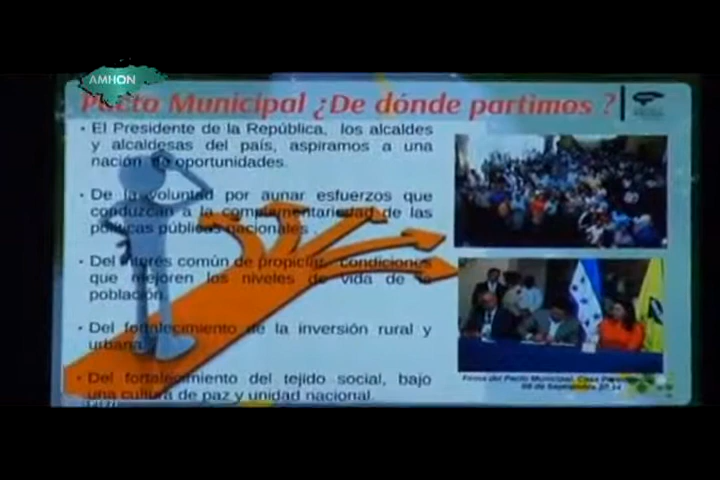 AMHON
Pacto Municipal ¿De dónde partimos ?
• El Presidente de la República, los alcaldes
y alcaldesas del país, aspiramos a una
nación de oportunidades.
• De la voluntad por aunar esfuerzos que
conduzcan a la complementariedad de las
políticas públicas nacionales .
• Del interés común de propiciar condiciones
que mejoren los niveles de vida de la
población.
• Del fortalecimiento de la inversión rural y
urbana.
• Del fortalecimiento del tejido social, bajo
una cultura de paz y unidad nacional.
Firma del Pacto Municipal, Casa
de Septiembre